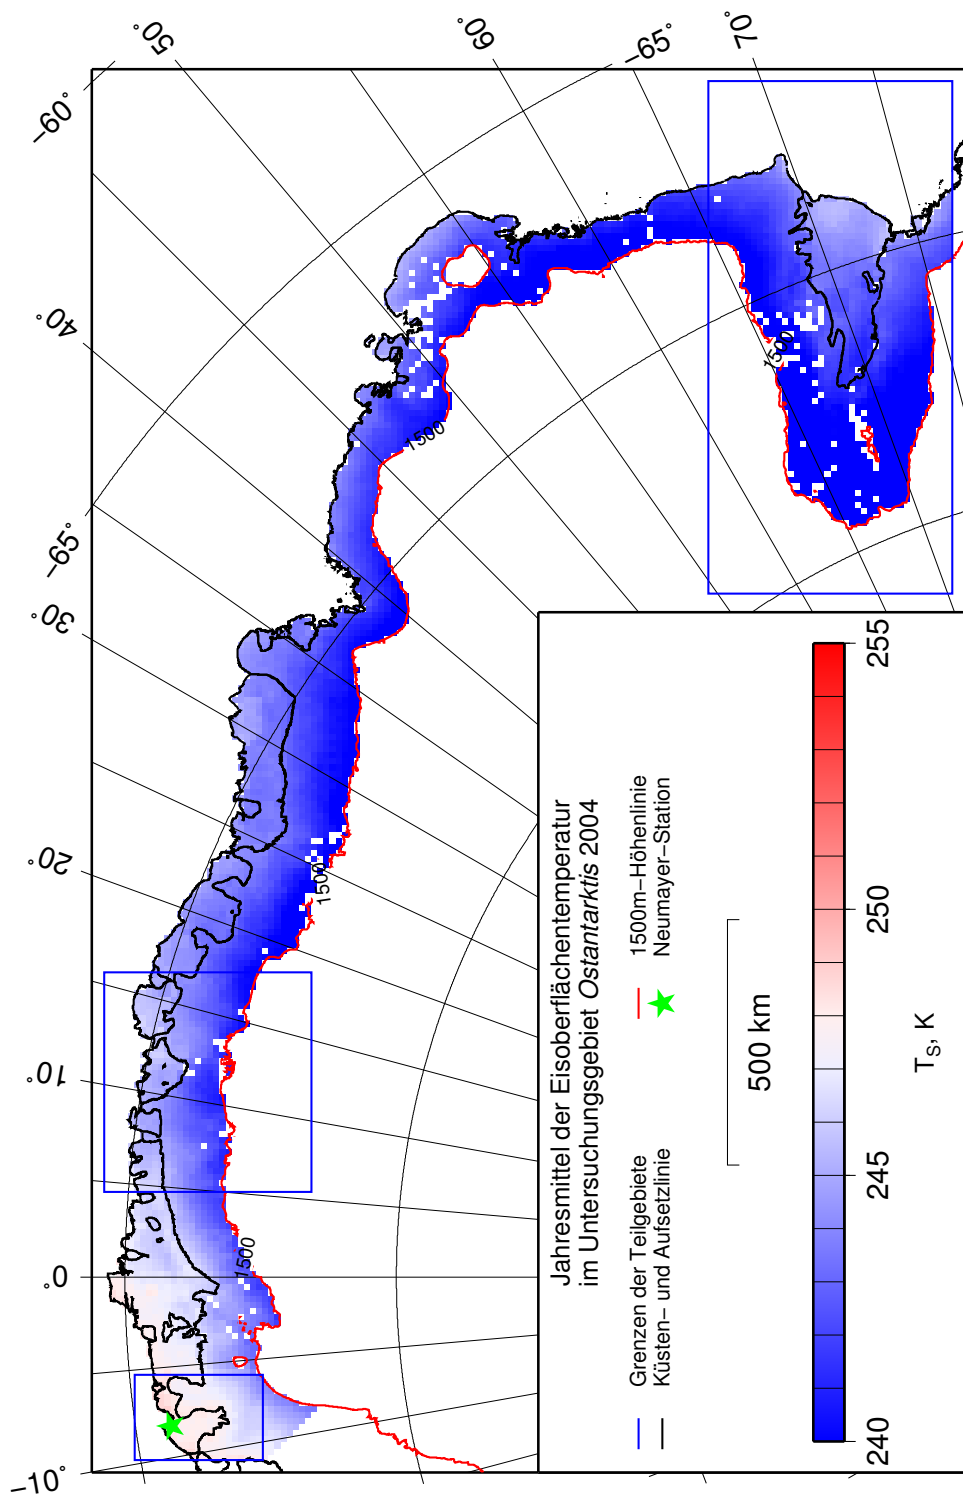 −60°
50°
60
−65°
70°
40°
−65°
30°
20°
10°
0°
−10°
1500
1500
1500
1500
Jahresmittel der Eisoberflächentemperatur
im Untersuchungsgebiet Ostantarktis 2004
Grenzen der Teilgebiete
Küsten− und Aufsetzlinie
1500m−Höhenlinie
Neumayer−Station
500 km
240
245
250
255
T_S, K